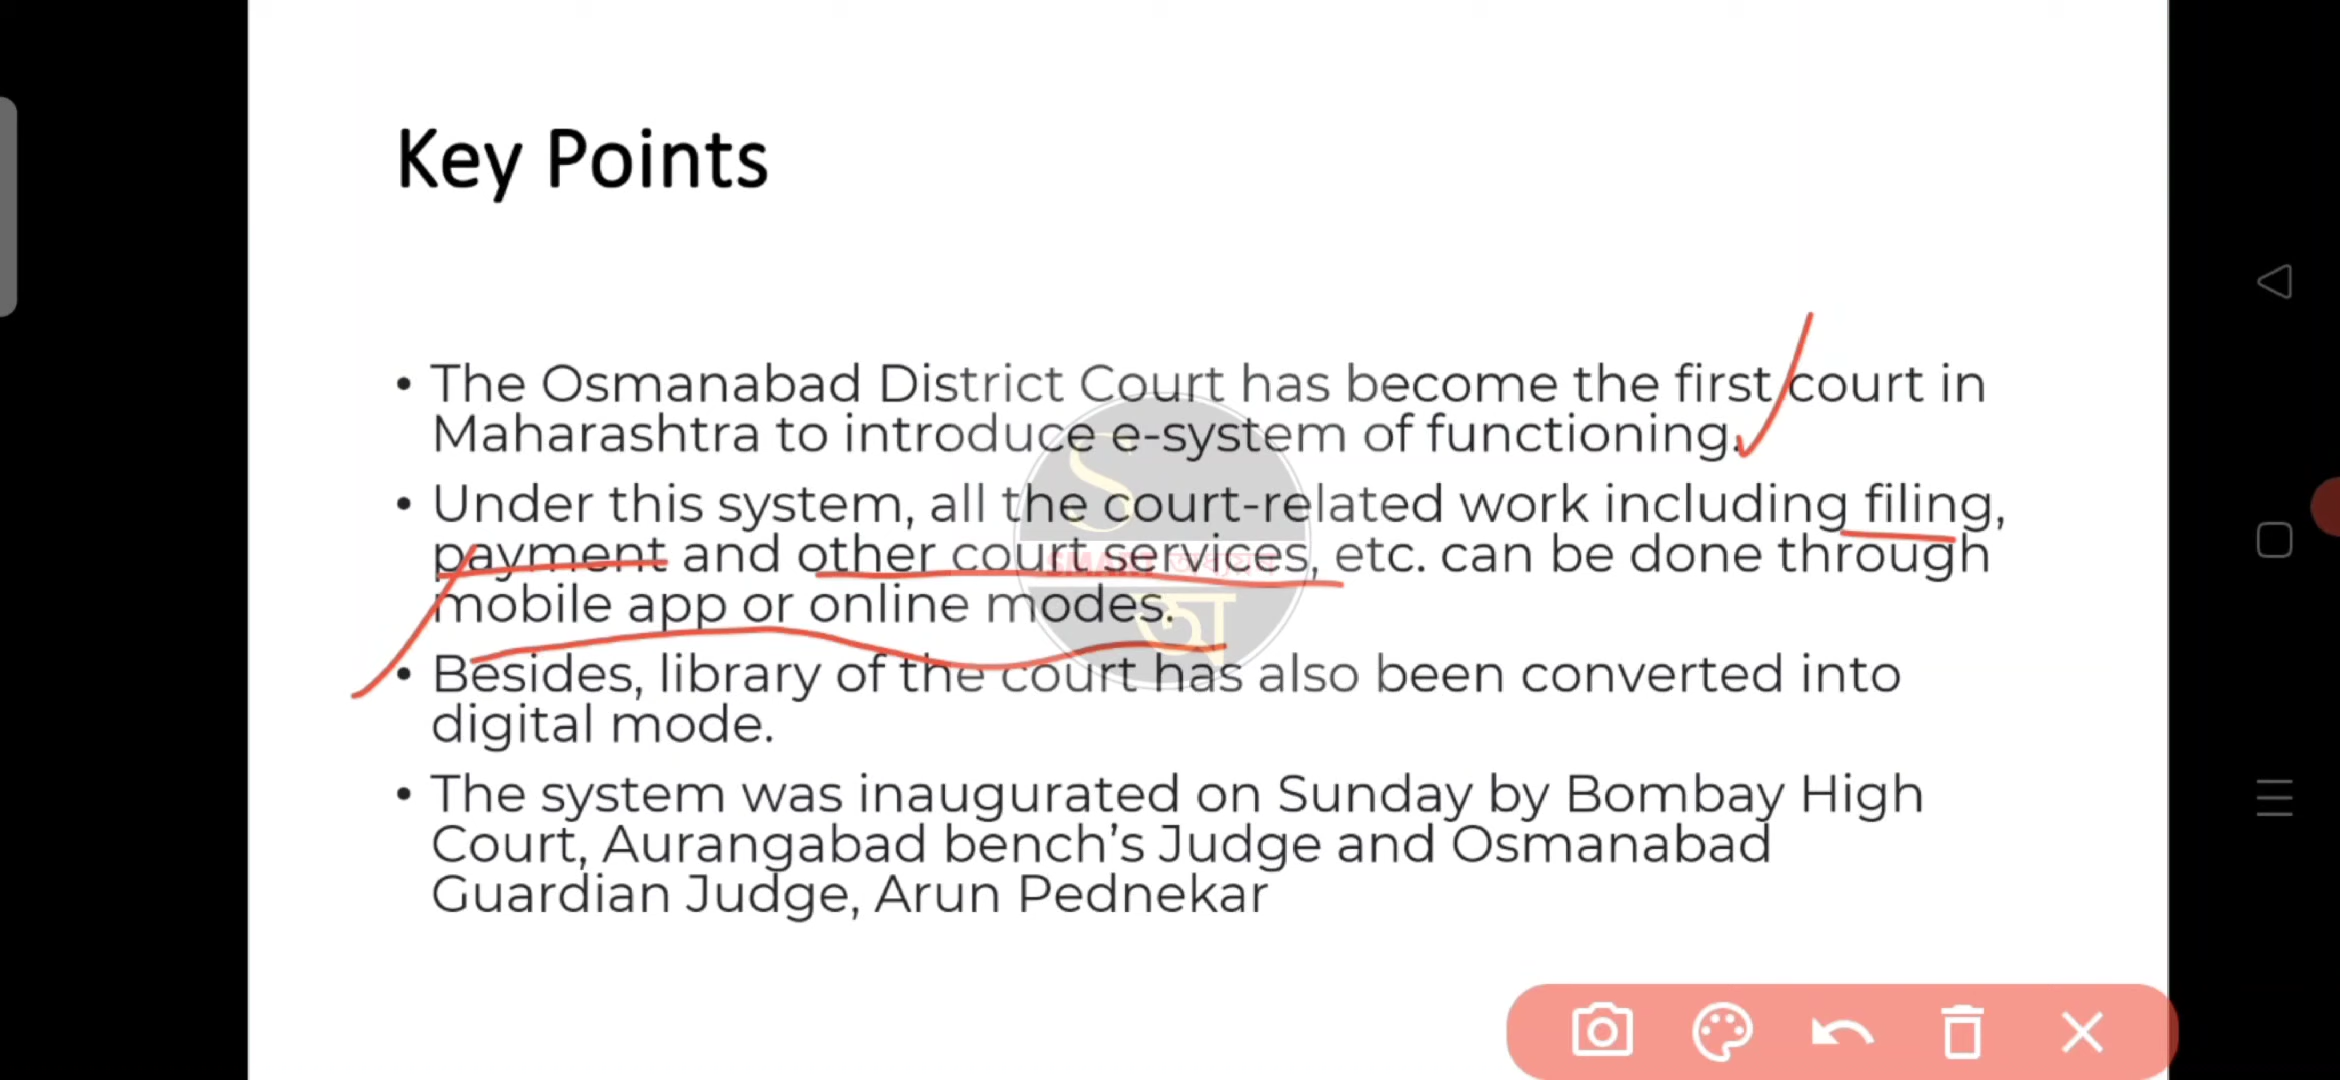 Key Points
• The Osmanabad District Court has become the first court in
Maharashtra to introduce e-system of functioning.
• Under this system, all the court-related work including filing,
payment and other court services, etc. can be done through
mobile app or online modes.
• Besides, library of the court has also been converted into
digital mode.
• The system was inaugurated on Sunday by Bombay High
Court, Aurangabad bench's Judge and Osmanabad
Guardian Judge, Arun Pednekar
S
SMART
অ